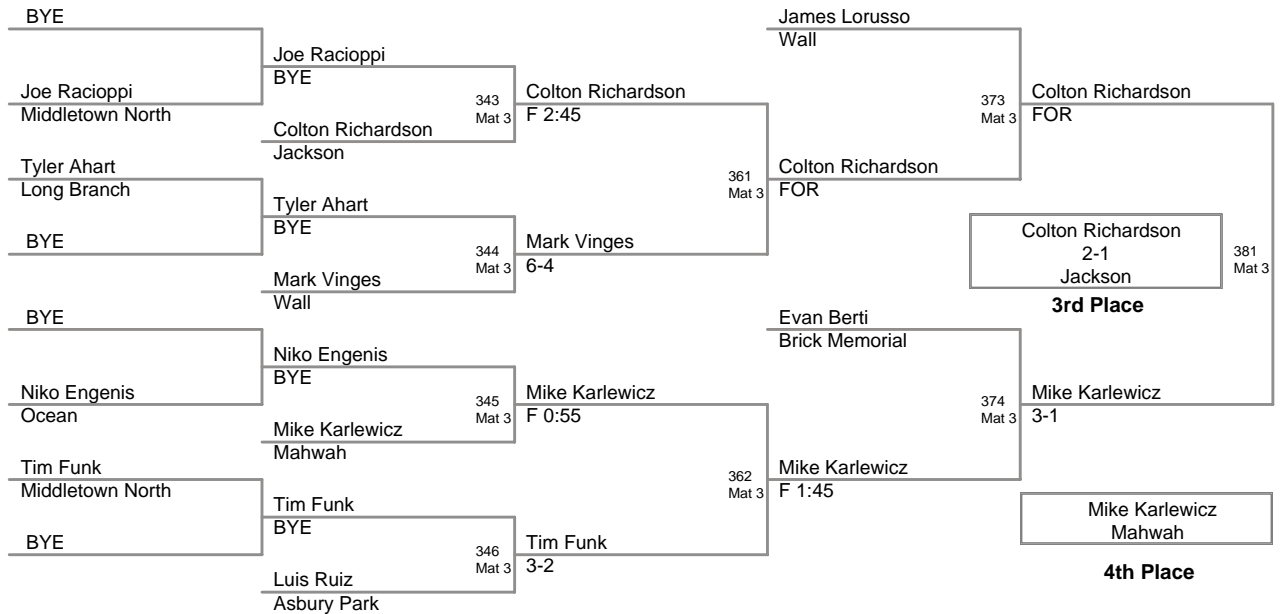 BYE
Joe Racioppi
Middletown North
Tyler Ahart
Long Branch
BYE
BYE
Niko Engenis
Ocean
Tim Funk
Middletown North
BYE
Joe Racioppi
BYE
343
Mat 3
Colton Richardson
Jackson
Tyler Ahart
BYE
344
Mat 3
Mark Vinges
Wall
Niko Engenis
BYE
345
Mat 3
Mike Karlewicz
Mahwah
Tim Funk
BYE
346
Mat 3
Luis Ruiz
Asbury Park
Colton Richardson
F 2:45
361
Mat 3
Mark Vinges
6-4
Mike Karlewicz
F 0:55
362
Mat 3
Tim Funk
3-2
James Lorusso
Wall
373
Mat 3
Colton Richardson
FOR
Evan Berti
Brick Memorial
374
Mat 3
Mike Karlewicz
F 1:45
Colton Richardson
FOR
381
Mat 3
Mike Karlewicz
3-1
Colton Richardson
2-1
Jackson
3rd Place
Mike Karlewicz
Mahwah
4th Place